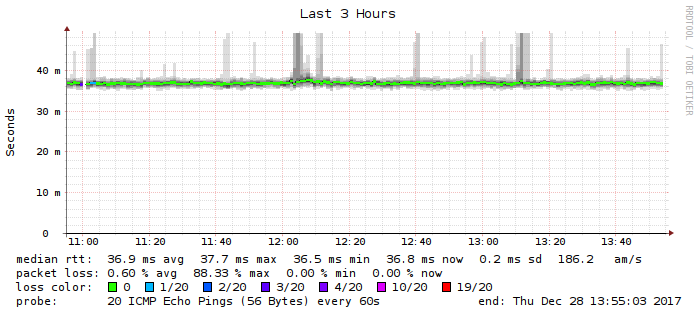 Last 3 Hours
RRDTOOL / TOBI OETIKER
Seconds
40 m
30 m
20 m
10 m
0
11:00 11:20 11:40 12:00 12:20 12:40 13:00 13:20 13:40
median rtt: 36.9 ms avg 37.7 ms max 36.5 ms min 36.8 ms now 0.2 ms sd 186.2 am/s
packet loss: 0.60 % avg 88.33 % max 0.00 % min 0.00 % now
loss color: 0 1/20 2/20 3/20 4/20 10/20 19/20
probe: 20 ICMP Echo Pings (56 Bytes) every 60s end: Thu Dec 28 13:55:03 2017